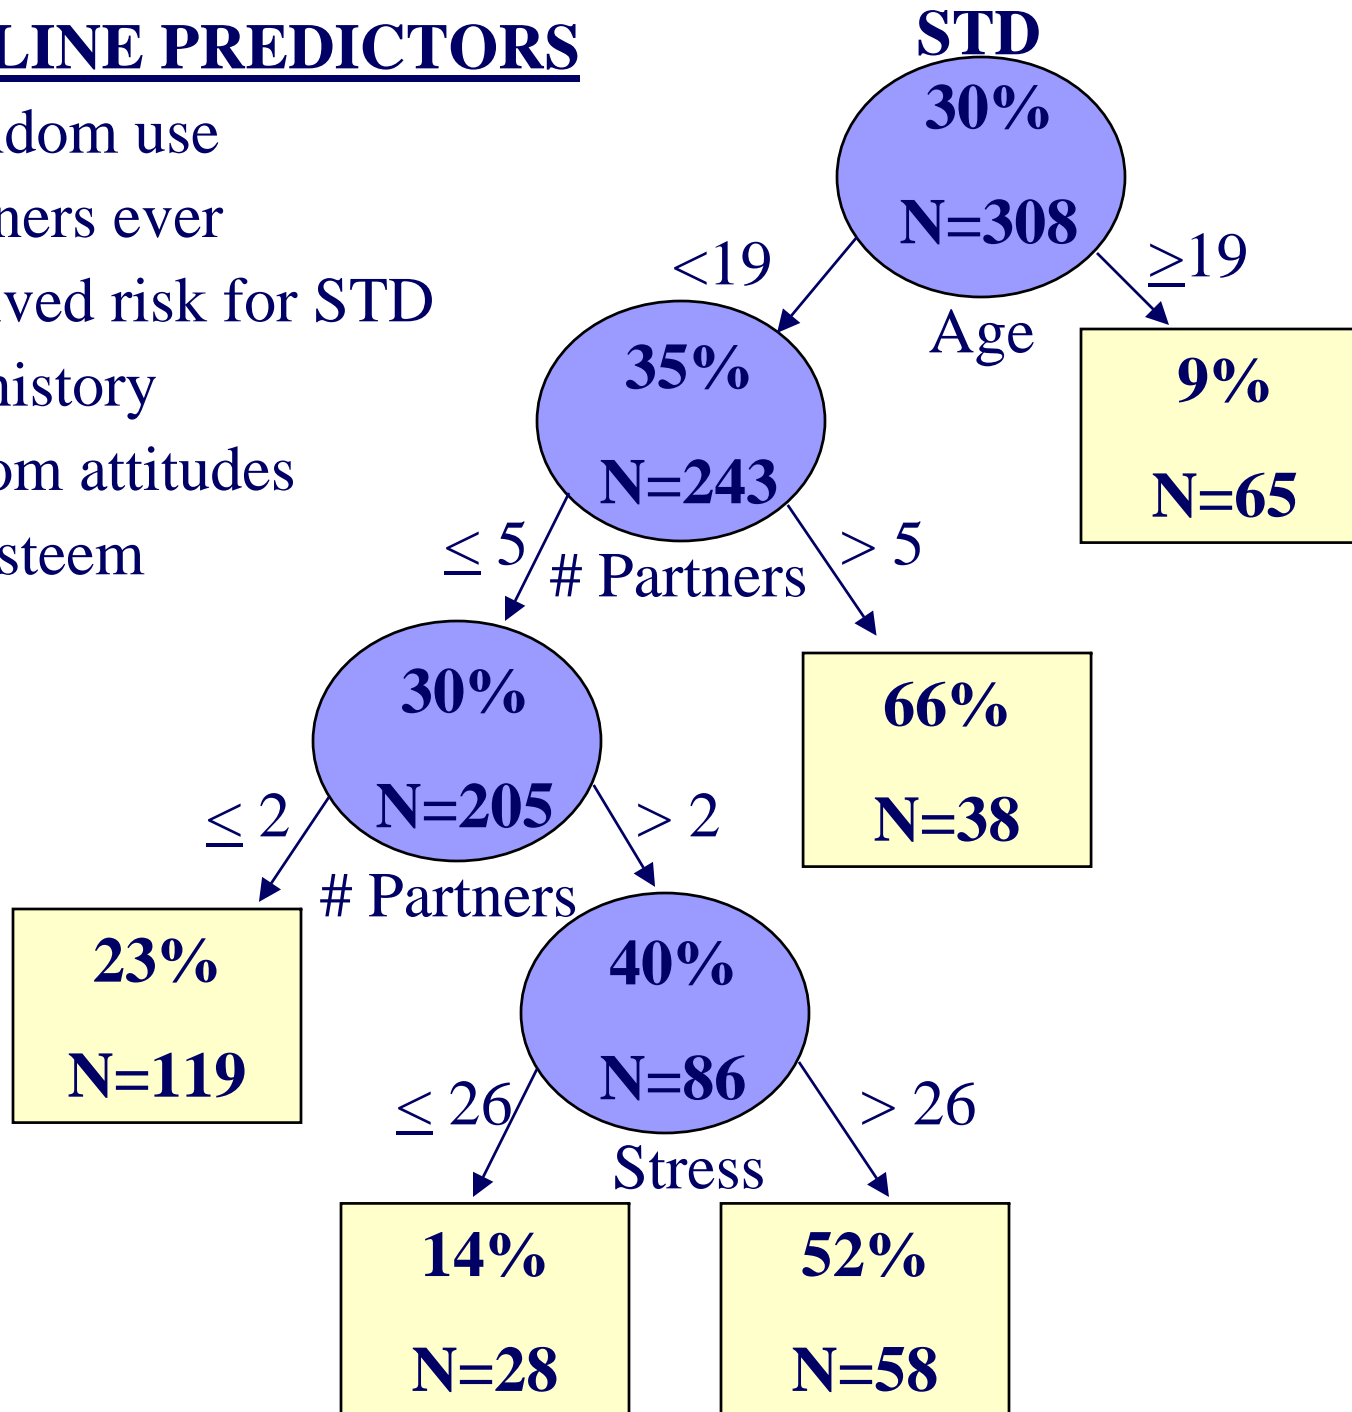 LINE PREDICTORS
dom use
ners ever
ved risk for STD
history
om attitudes
steem
STD
30%
N=308
<19
≥19
Age
35%
N=243
9%
N=65
≤ 5
# Partners
> 5
30%
N=205
66%
N=38
≤ 2
# Partners
> 2
23%
N=119
40%
N=86
≤ 26
Stress
> 26
14%
N=28
52%
N=58